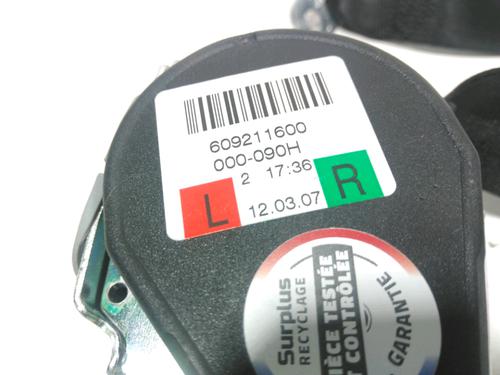 609211600
000-090H
2 17:36
L
R
12.03.07
Surplus
RECYCLAGE
PIÈCE TESTÉE
ET CONTRÔLÉE
GARANTIE